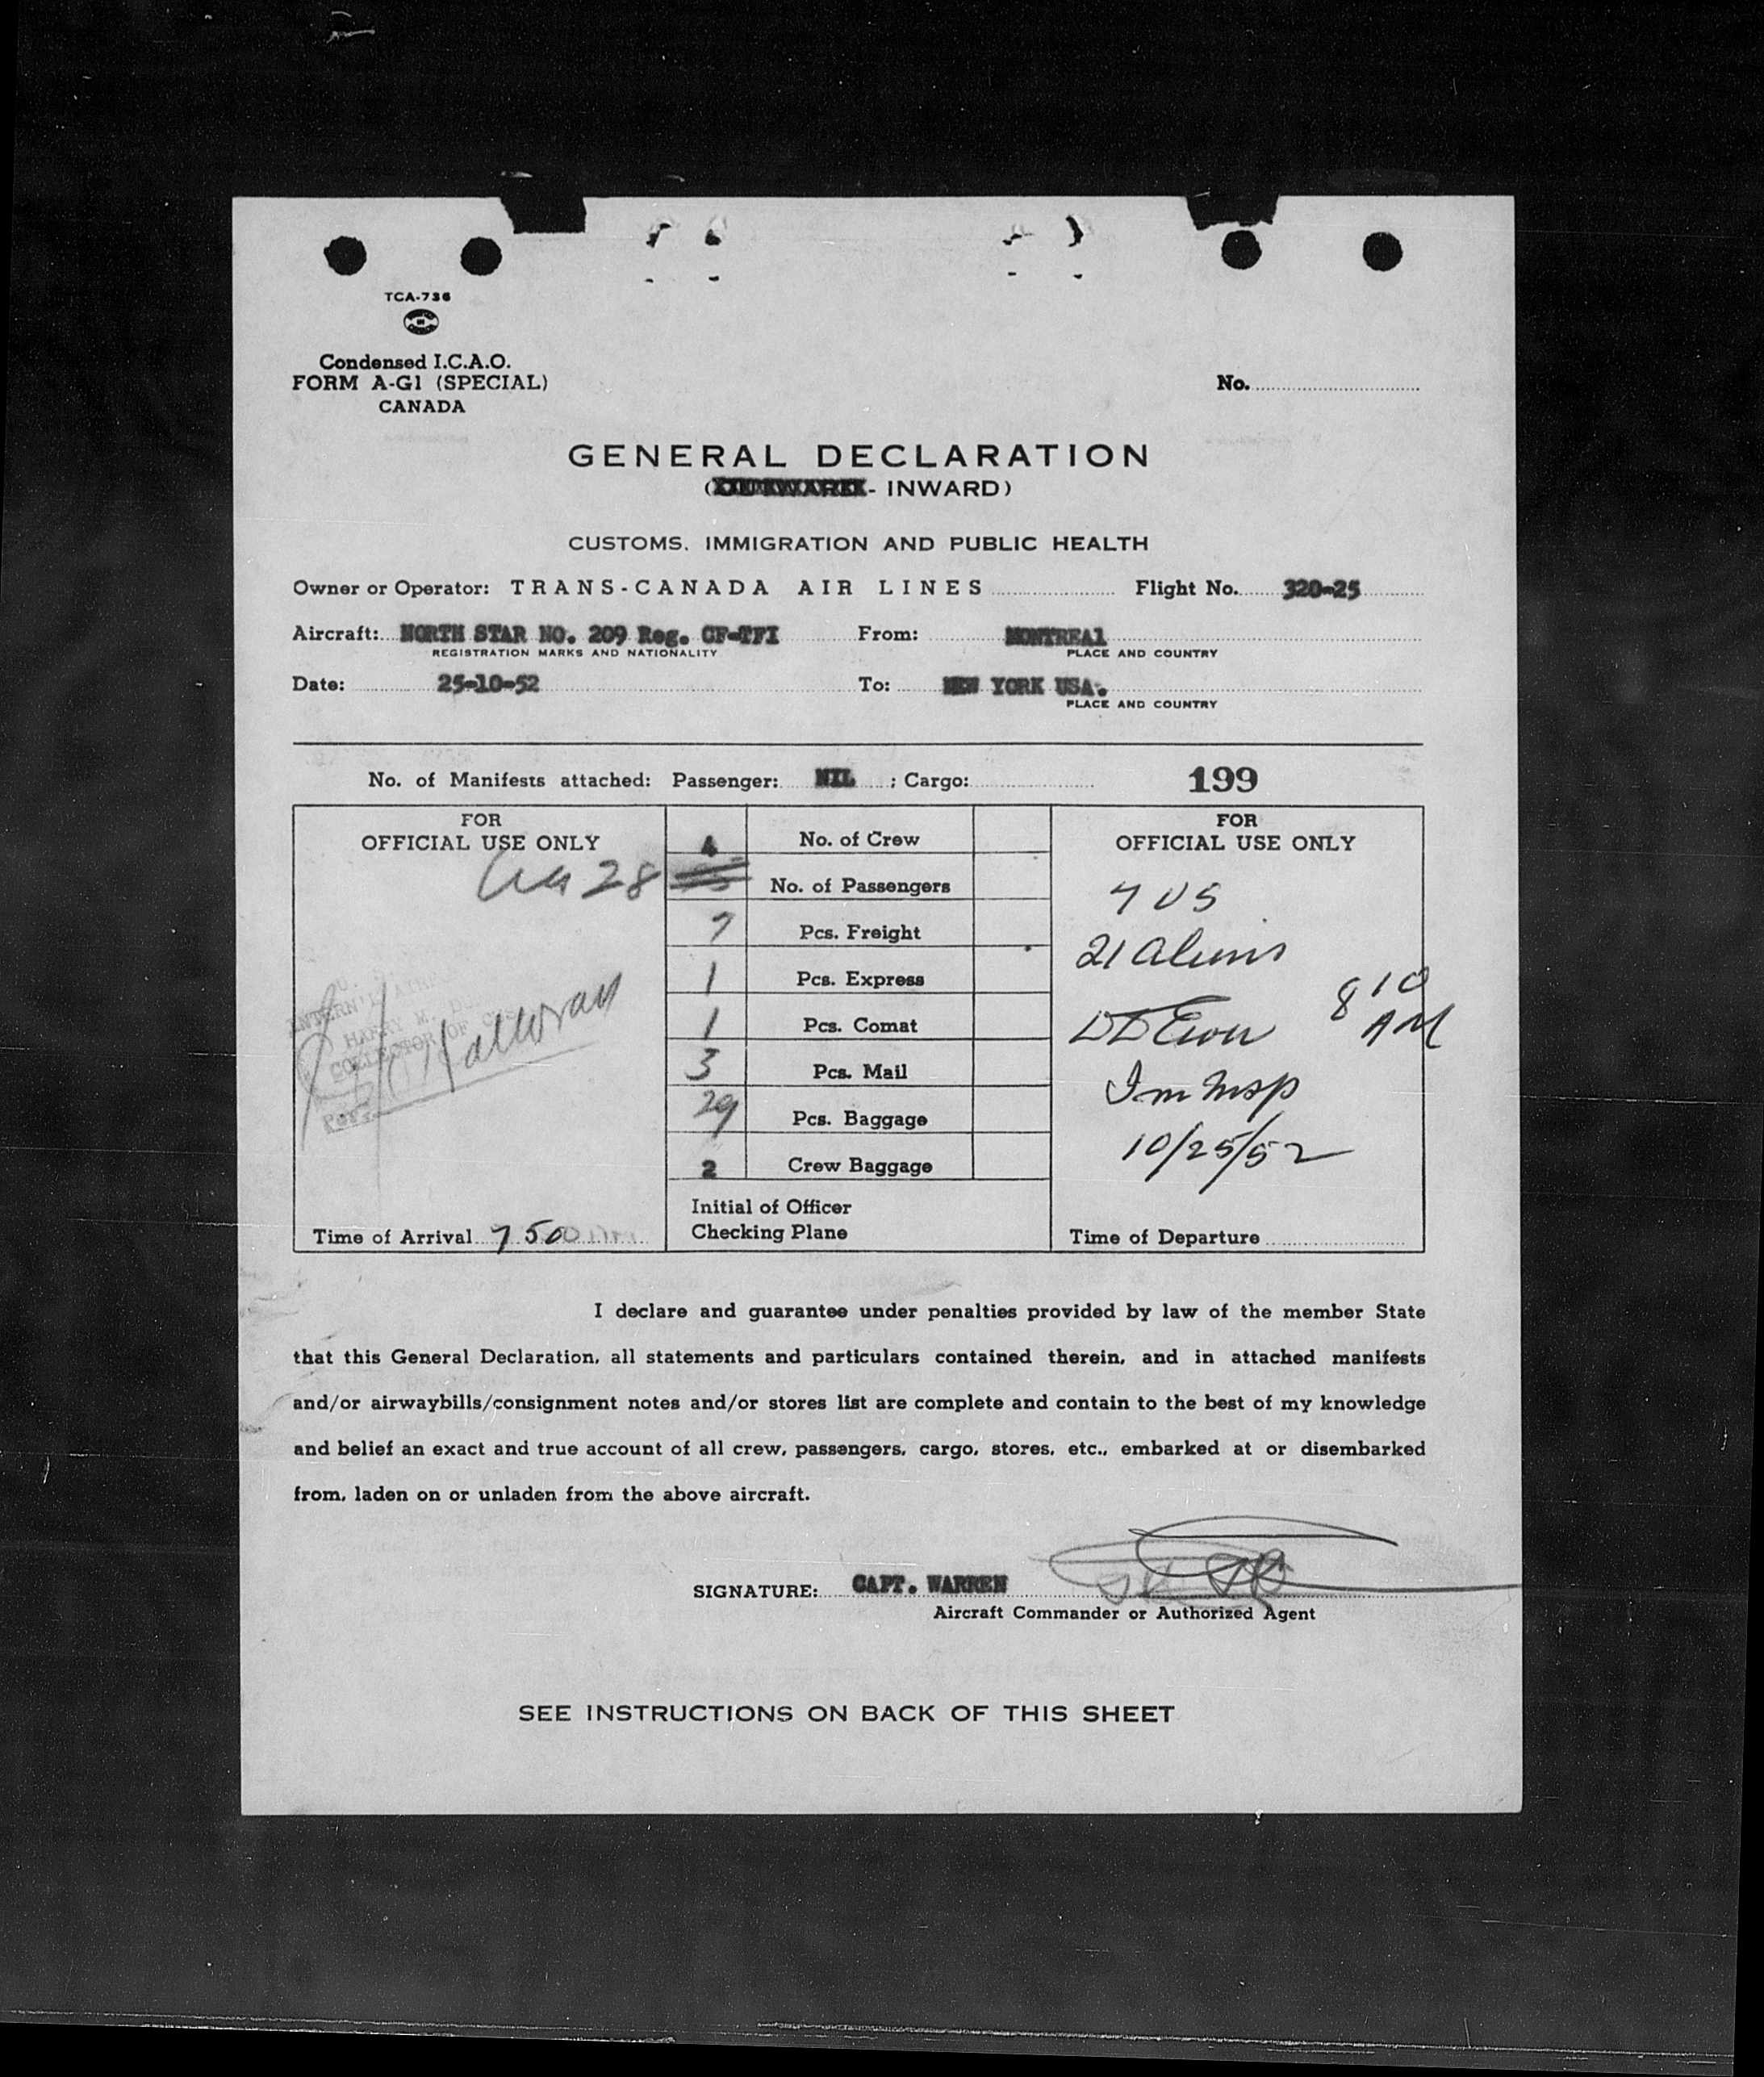 TCA-736
Condensed I.C.A.O.
FORM A-G1 (SPECIAL)
CANADA
No.
GENERAL DECLARATION
( - INWARD)
CUSTOMS, IMMIGRATION AND PUBLIC HEALTH
Owner or Operator: TRANS-CANADA AIR LINES Flight No. 320-25
Aircraft: NORTH STAR NO. 209 Reg. CF-TFI From: MONTREAl
REGISTRATION MARKS AND NATIONALITY PLACE AND COUNTRY
Date: 25-10-52 To: NEW YORK USA.
PLACE AND COUNTRY
No. of Manifests attached: Passenger: NIL ; Cargo: 199
FOR
OFFICIAL USE ONLY
28
Halloran
Time of Arrival 7 50
4 No. of Crew
No. of Passengers
7 Pcs. Freight
1 Pcs. Express
1 Pcs. Comat
3 Pcs. Mail
29 Pcs. Baggage
2 Crew Baggage
Initial of Officer
Checking Plane
FOR
OFFICIAL USE ONLY
7 US
21 Aliens
8 10
AM
Im Insp
10/25/52
Time of Departure
I declare and guarantee under penalties provided by law of the member State
that this General Declaration, all statements and particulars contained therein, and in attached manifests
and/or airwaybills/consignment notes and/or stores list are complete and contain to the best of my knowledge
and belief an exact and true account of all crew, passengers, cargo, stores, etc., embarked at or disembarked
from, laden on or unladen from the above aircraft.
SIGNATURE: CAPT. WARREN
Aircraft Commander or Authorized Agent
SEE INSTRUCTIONS ON BACK OF THIS SHEET